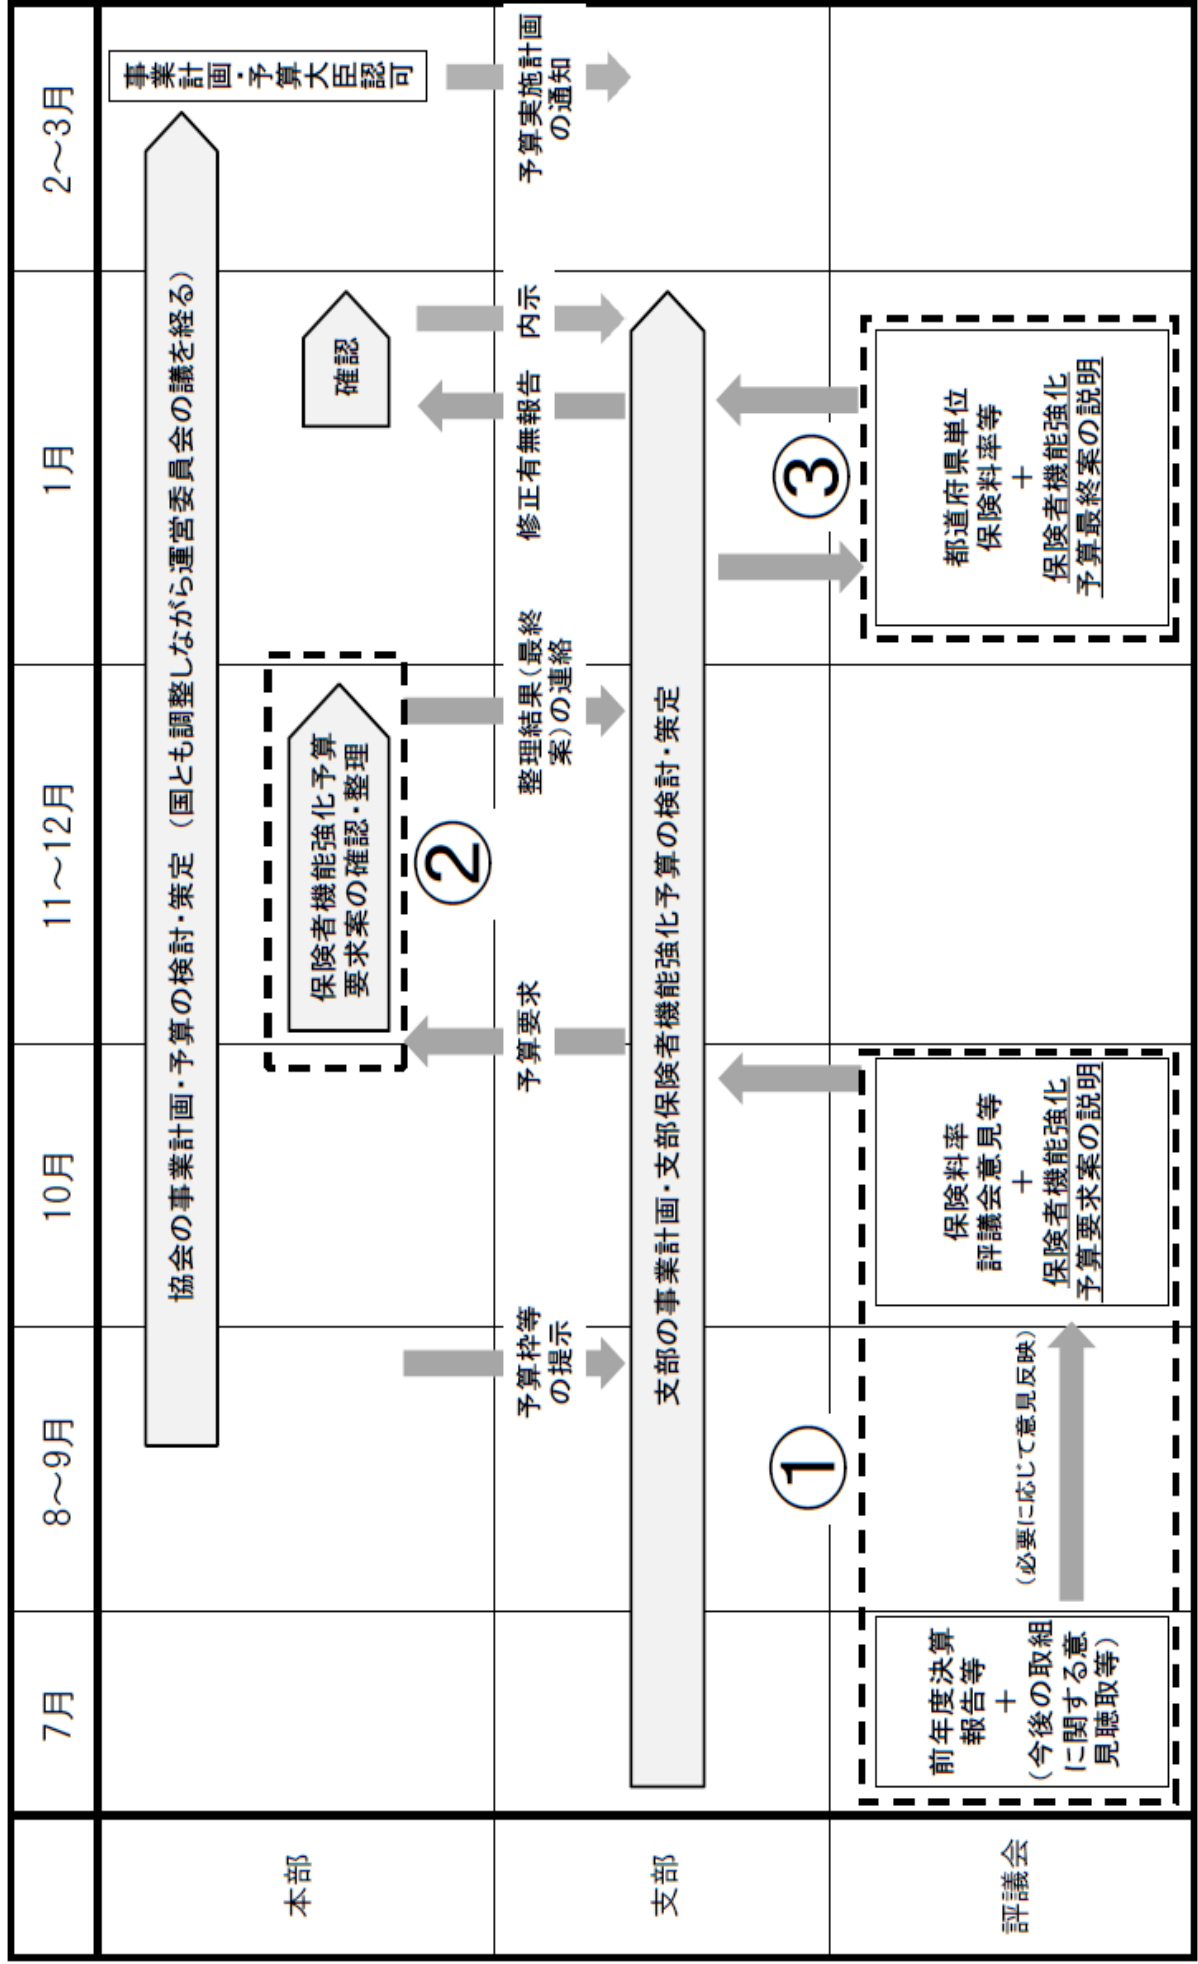 7月
8～9月
10月
11～12月
1月
2～3月
本部
協会の事業計画・予算の検討・策定 （国とも調整しながら運営委員会の議を経る）
事業計画・予算大臣認可
保険者機能強化予算
要求案の確認・整理
確認
②
予算枠等
の提示
予算要求
整理結果（最終
案）の連絡
修正有無報告
内示
予算実施計画
の通知
支部
支部の事業計画・支部保険者機能強化予算の検討・策定
①
③
評議会
前年度決算
報告等
＋
（今後の取組
に関する意
見聴取等）
（必要に応じて意見反映）
保険料率
評議会意見等
＋
保険者機能強化
予算要求案の説明
都道府県単位
保険料率等
＋
保険者機能強化
予算最終案の説明